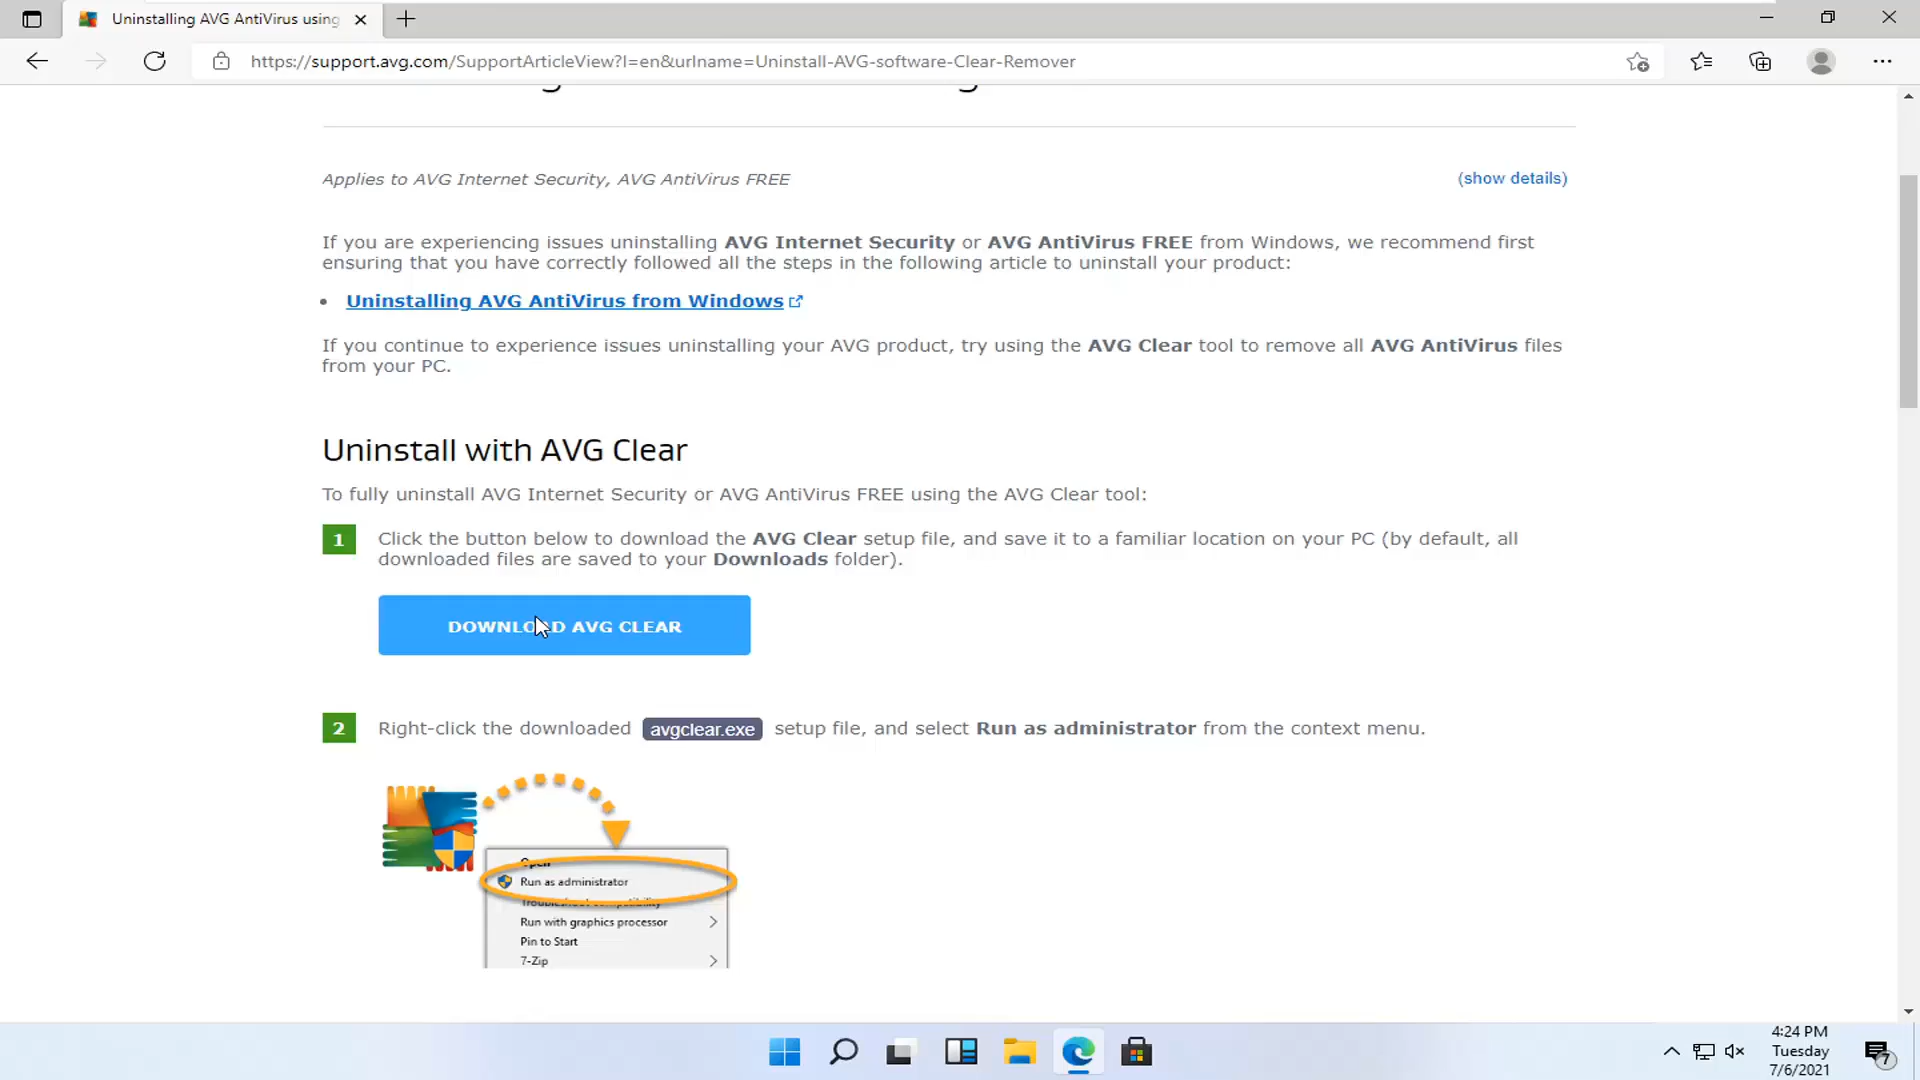 Uninstalling AVG AntiVirus using
https://support.avg.com/SupportArticleView?l=en&urlname=Uninstall-AVG-software-Clear-Remover
Applies to AVG Internet Security, AVG AntiVirus FREE
(show details)
If you are experiencing issues uninstalling AVG Internet Security or AVG AntiVirus FREE from Windows, we recommend first
ensuring that you have correctly followed all the steps in the following article to uninstall your product:
Uninstalling AVG AntiVirus from Windows
If you continue to experience issues uninstalling your AVG product, try using the AVG Clear tool to remove all AVG AntiVirus files
from your PC.
Uninstall with AVG Clear
To fully uninstall AVG Internet Security or AVG AntiVirus FREE using the AVG Clear tool:
1 Click the button below to download the AVG Clear setup file, and save it to a familiar location on your PC (by default, all
downloaded files are saved to your Downloads folder).
DOWNLOAD AVG CLEAR
2 Right-click the downloaded avgclear.exe setup file, and select Run as administrator from the context menu.
Open
Run as administrator
Troubleshoot compatibility
Run with graphics processor
Pin to Start
7-Zip
4:24 PM
Tuesday
7/6/2021
7